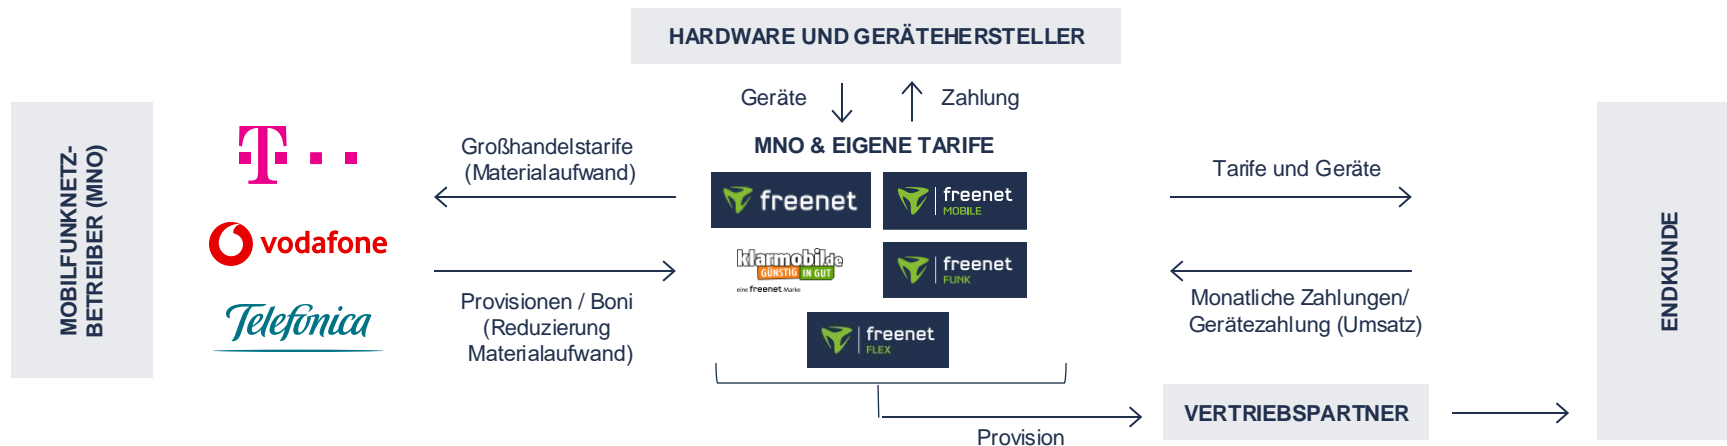 HARDWARE UND GERÄTEHERSTELLER
Geräte
Zahlung
MOBILFUNKNETZ-
BETREIBER (MNO)
T
vodafone
Telefónica
Großhandelstarife
(Materialaufwand)
Provisionen / Boni
(Reduzierung
Materialaufwand)
MNO & EIGENE TARIFE
freenet
freenet
MOBILE
klarmobil.de
GÜNSTIG IN GUT
eine freenet Marke
freenet
FUNK
freenet
FLEX
Tarife und Geräte
Monatliche Zahlungen/
Gerätezahlung (Umsatz)
ENDKUNDE
Provision
VERTRIEBSPARTNER